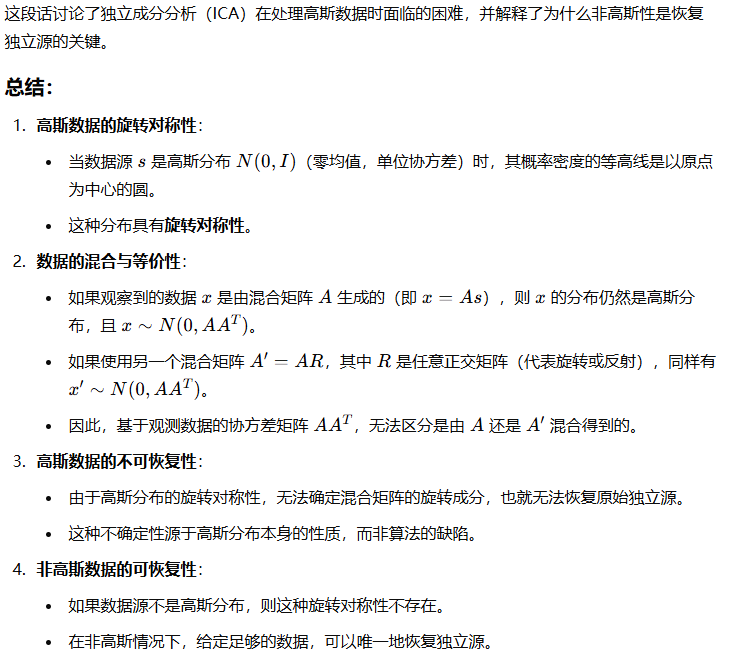 这段话讨论了独立成分分析（ICA）在处理高斯数据时面临的困难，并解释了为什么非高斯性是恢复
独立源的关键。
总结：
1. 高斯数据的旋转对称性：
• 当数据源 s 是高斯分布 N(0, I)（零均值，单位协方差）时，其概率密度的等高线是以原点
为中心的圆。
• 这种分布具有旋转对称性。
2. 数据的混合与等价性：
• 如果观察到的数据 x 是由混合矩阵 A 生成的（即 x = As），则 x 的分布仍然是高斯分
布，且 x ∼ N(0, AAᵀ)。
• 如果使用另一个混合矩阵 A′ = AR，其中 R 是任意正交矩阵（代表旋转或反射），同样有
x′ ∼ N(0, AAᵀ)。
• 因此，基于观测数据的协方差矩阵 AAᵀ，无法区分是由 A 还是 A′ 混合得到的。
3. 高斯数据的不可恢复性：
• 由于高斯分布的旋转对称性，无法确定混合矩阵的旋转成分，也就无法恢复原始独立源。
• 这种不确定性源于高斯分布本身的性质，而非算法的缺陷。
4. 非高斯数据的可恢复性：
• 如果数据源不是高斯分布，则这种旋转对称性不存在。
• 在非高斯情况下，给定足够的数据，可以唯一地恢复独立源。